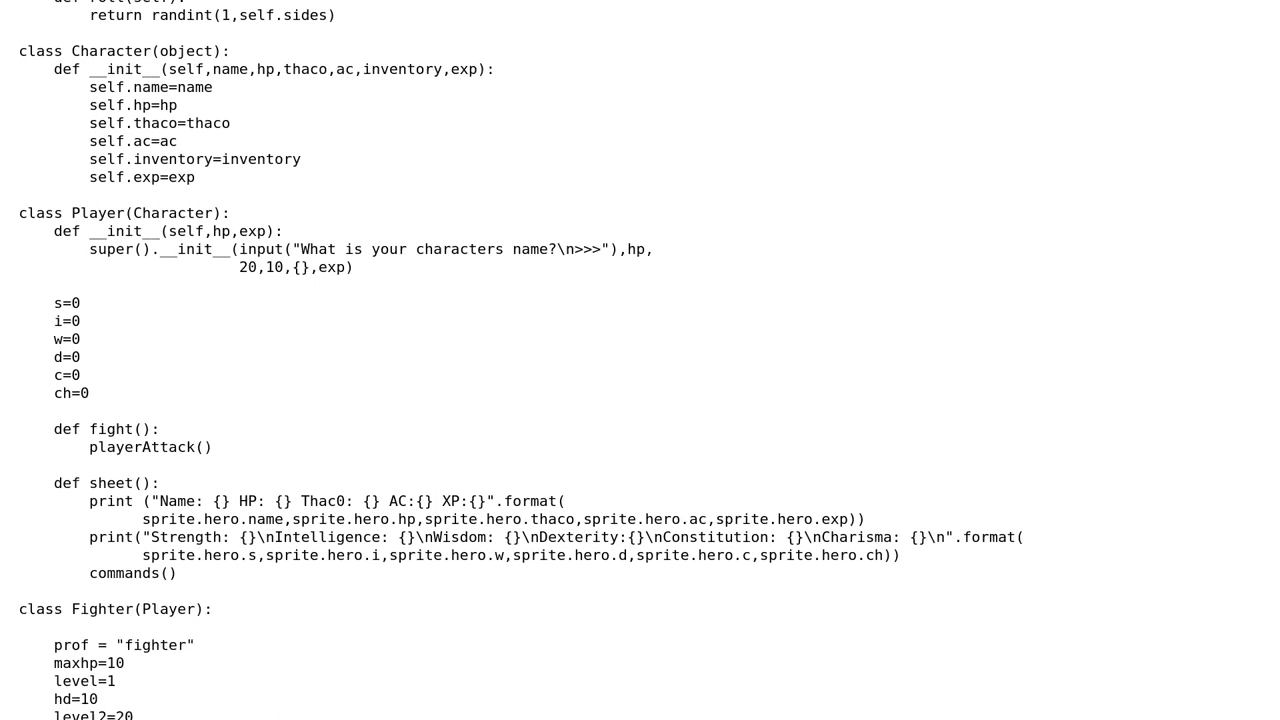 def roll(self):
return randint(1,self.sides)
class Character(object):
def __init__(self,name,hp,thaco,ac,inventory,exp):
self.name=name
self.hp=hp
self.thaco=thaco
self.ac=ac
self.inventory=inventory
self.exp=exp
class Player(Character):
def __init__(self,hp,exp):
super().__init__(input("What is your characters name?\n>>>"),hp,
20,10,{},exp)
s=0
i=0
w=0
d=0
c=0
ch=0
def fight():
playerAttack()
def sheet():
print ("Name: {} HP: {} Thac0: {} AC:{} XP:{}".format(
sprite.hero.name,sprite.hero.hp,sprite.hero.thaco,sprite.hero.ac,sprite.hero.exp))
print("Strength: {}\nIntelligence: {}\nWisdom: {}\nDexterity:{}\nConstitution: {}\nCharisma: {}\n".format(
sprite.hero.s,sprite.hero.i,sprite.hero.w,sprite.hero.d,sprite.hero.c,sprite.hero.ch))
commands()
class Fighter(Player):
prof = "fighter"
maxhp=10
level=1
hd=10
level2=20